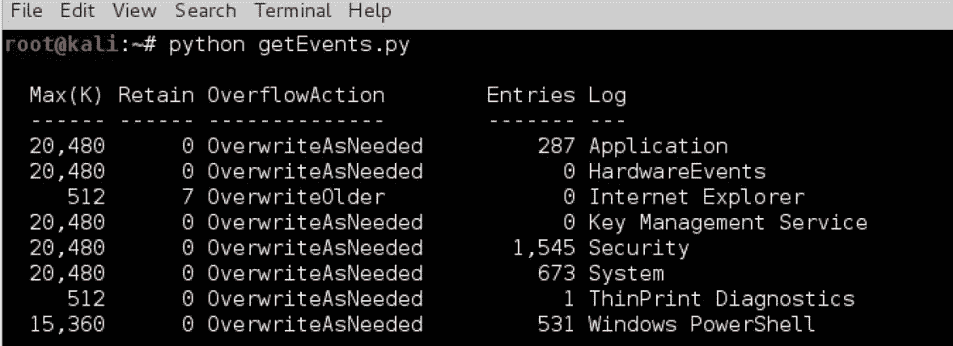 File Edit View Search Terminal Help
root@kali:~# python getEvents.py
Max(K) Retain OverflowAction Entries Log
------ ------ -------------- ------- ---
20,480 0 OverwriteAsNeeded 287 Application
20,480 0 OverwriteAsNeeded 0 HardwareEvents
512 7 OverwriteOlder 0 Internet Explorer
20,480 0 OverwriteAsNeeded 0 Key Management Service
20,480 0 OverwriteAsNeeded 1,545 Security
20,480 0 OverwriteAsNeeded 673 System
512 0 OverwriteAsNeeded 1 ThinPrint Diagnostics
15,360 0 OverwriteAsNeeded 531 Windows PowerShell